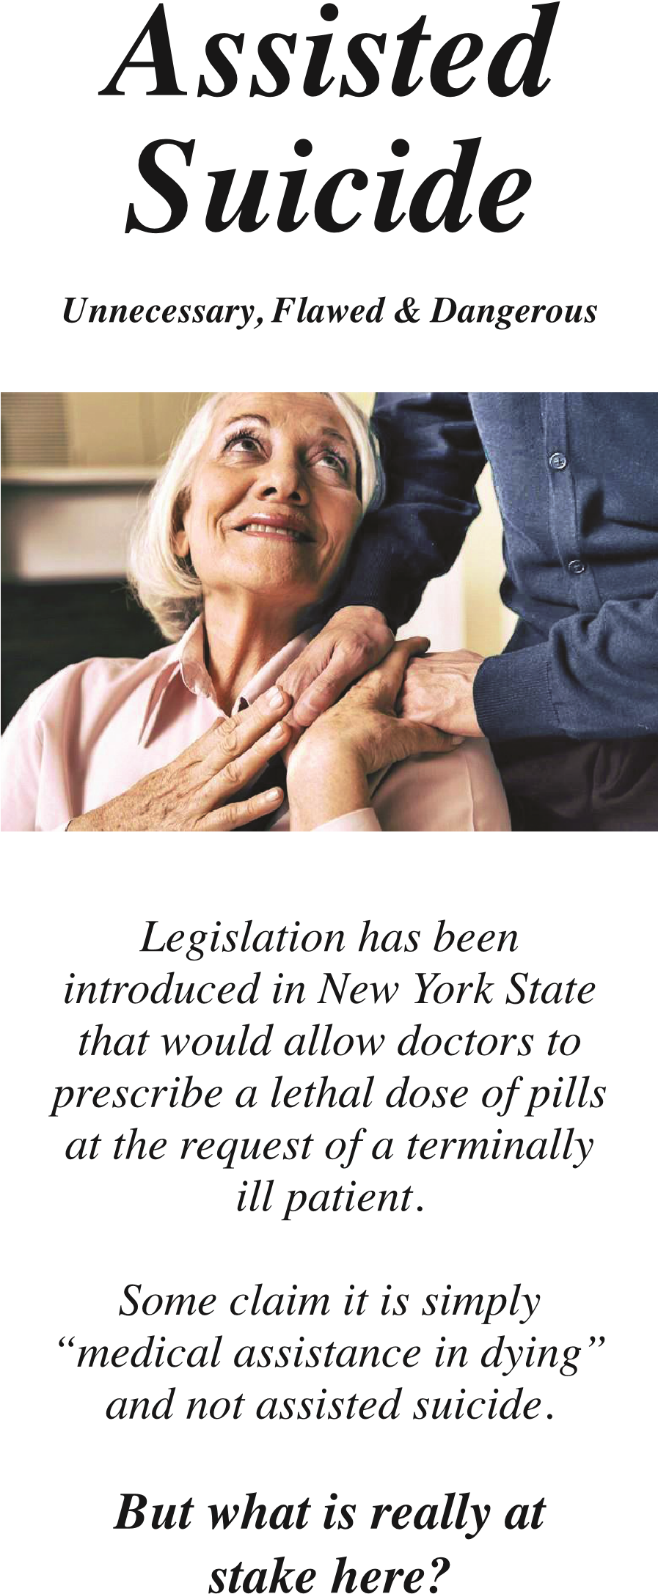 Assisted
Suicide
Unnecessary, Flawed & Dangerous
Legislation has been
introduced in New York State
that would allow doctors to
prescribe a lethal dose of pills
at the request of a terminally
ill patient.
Some claim it is simply
“medical assistance in dying”
and not assisted suicide.
But what is really at
stake here?